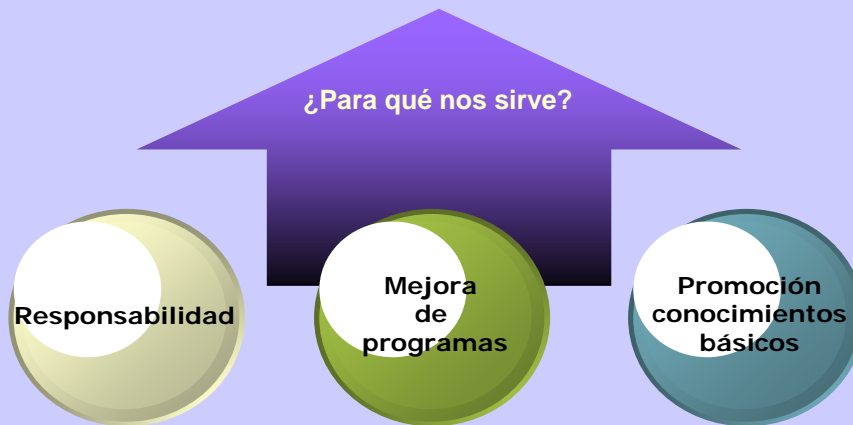 ¿Para qué nos sirve?
Responsabilidad
Mejora
de
programas
Promoción
conocimientos
básicos